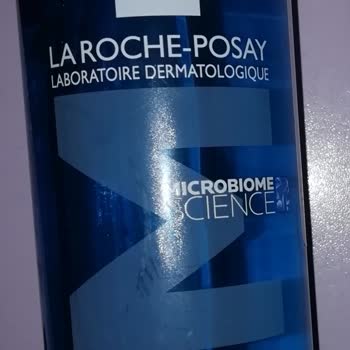 LA ROCHE-POSAY
LABORATOIRE DERMATOLOGIQUE
MICROBIOME
SCIENCE